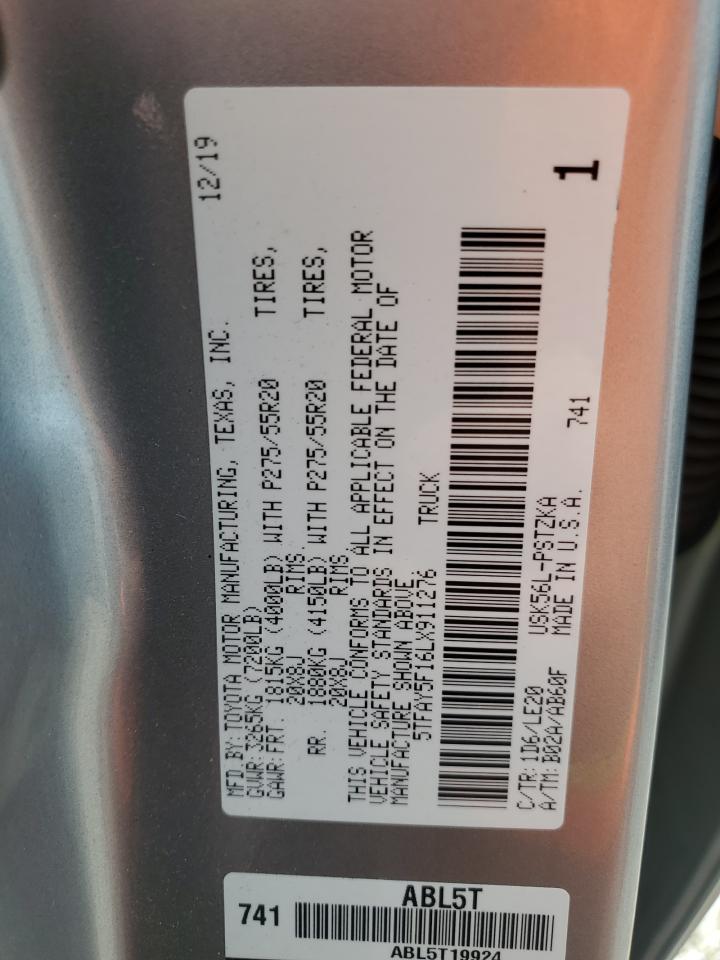 12/19
MFD.BY:TOYOTA MOTOR MANUFACTURING, TEXAS, INC.
GVWR:3265KG (7200LB)
GAWR:FRT. 1815KG (4000LB) WITH P275/55R20 TIRES,
20X8J RIMS.
RR. 1880KG (4150LB) WITH P275/55R20 TIRES,
20X8J RIMS.
THIS VEHICLE CONFORMS TO ALL APPLICABLE FEDERAL MOTOR
VEHICLE SAFETY STANDARDS IN EFFECT ON THE DATE OF
MANUFACTURE SHOWN ABOVE
5TFAY5F16LX911276 TRUCK
1
C/TR:1D6/LE20 USK56L-PSTZKA 741
A/TM:B02A/AB60F MADE IN U.S.A.
ABL5T
741
ABL5T19924